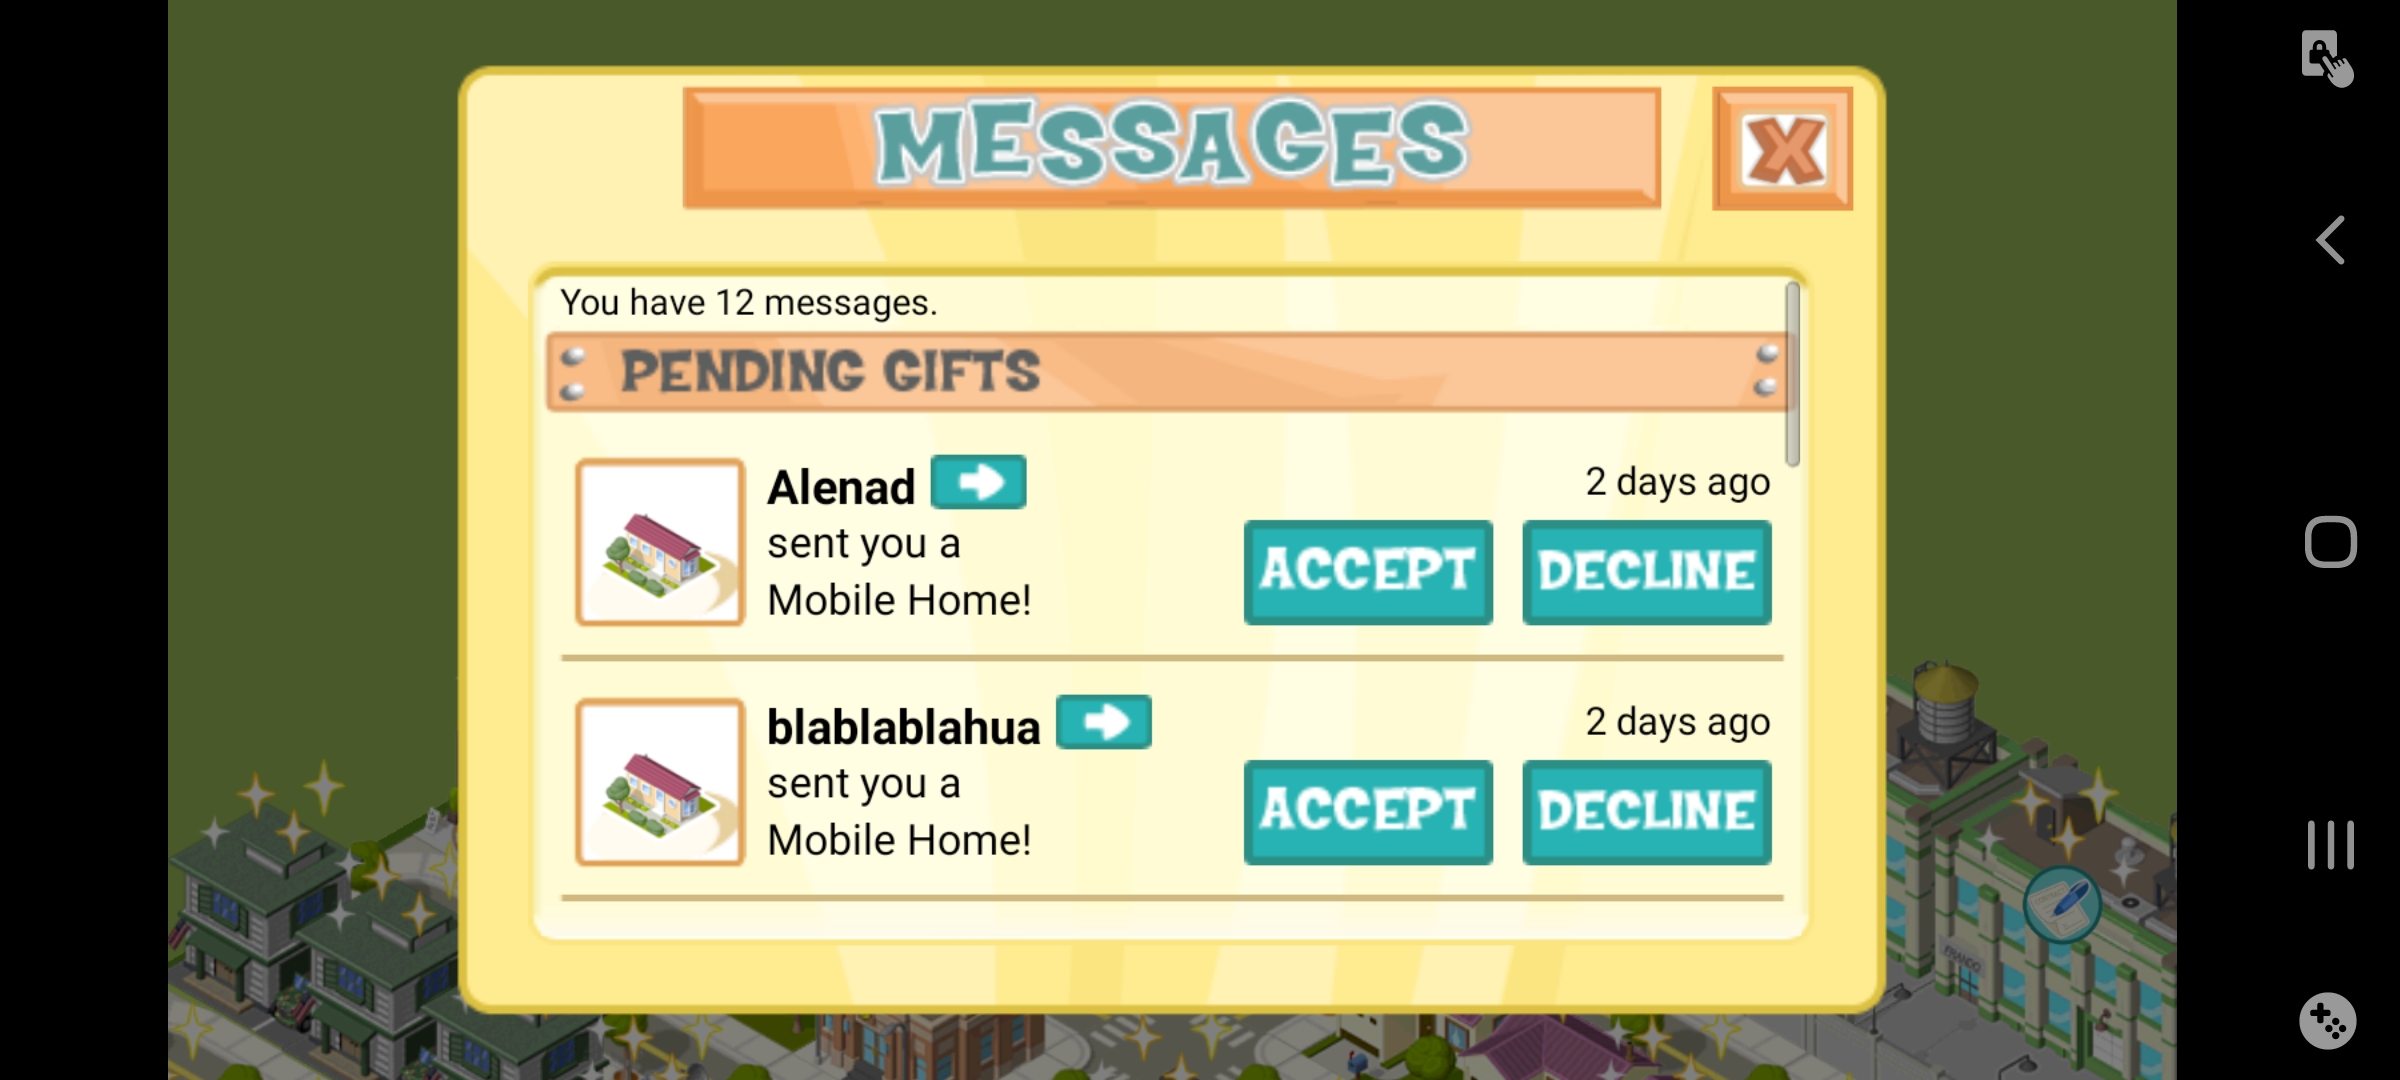 MESSAGES
You have 12 messages.
PENDING GIFTS
Alenad
2 days ago
sent you a
Mobile Home!
ACCEPT
DECLINE
blablablahua
2 days ago
sent you a
Mobile Home!
ACCEPT
DECLINE